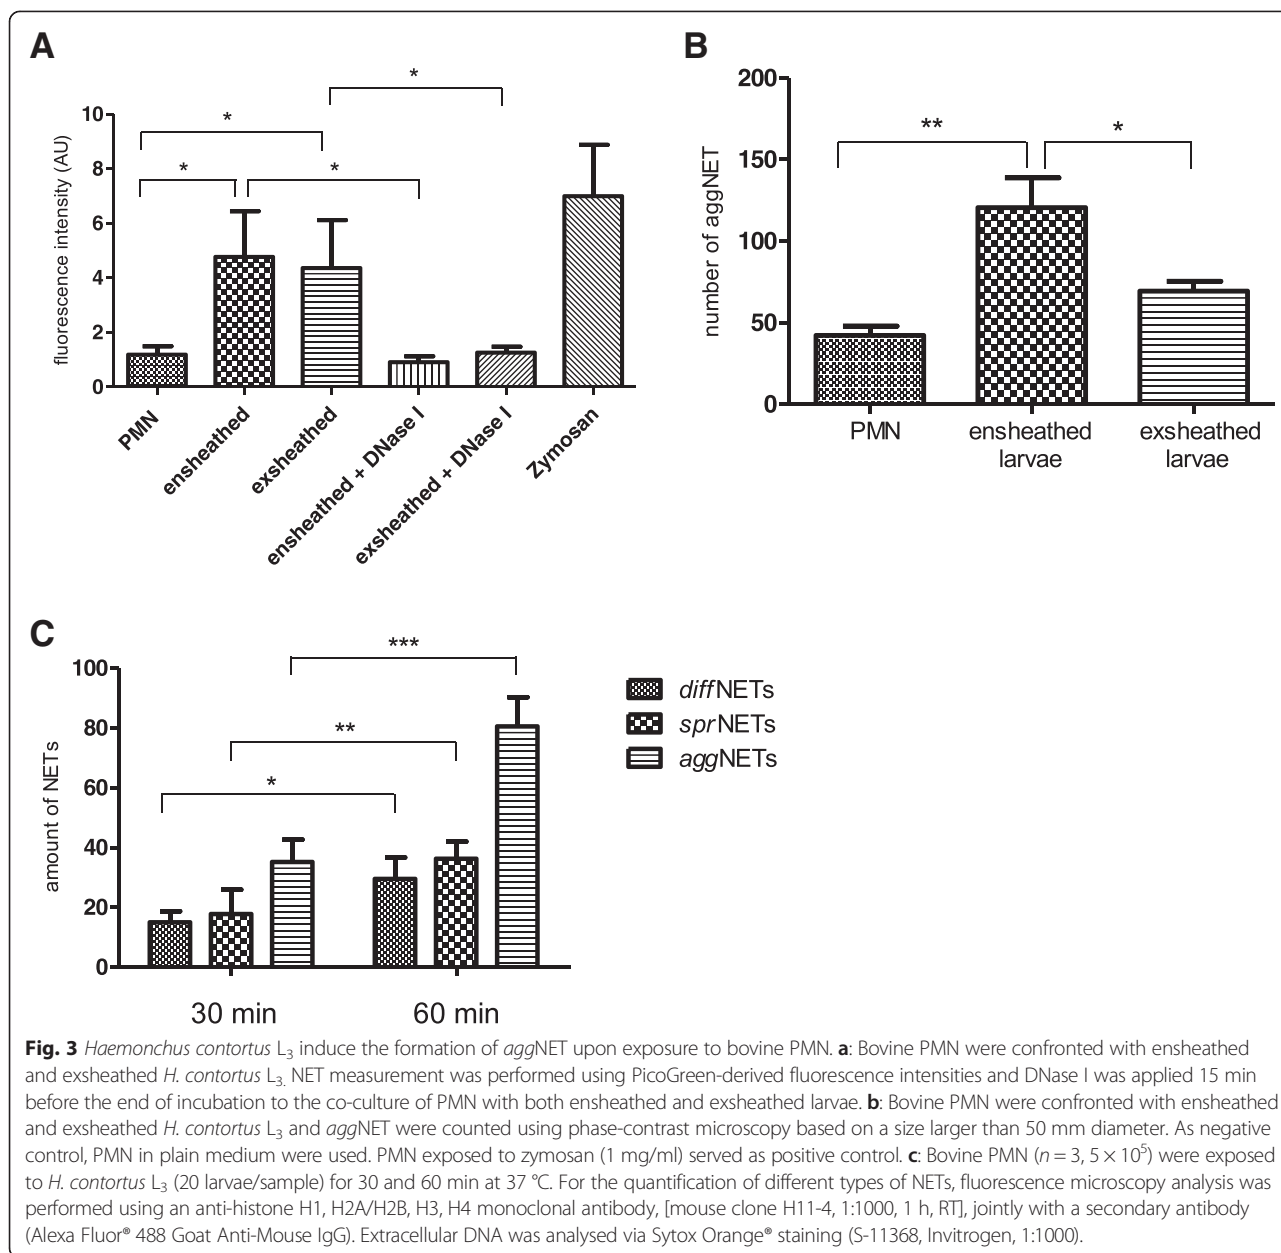 A
*
*
*
*
fluorescence intensity (AU)
10
8
6
4
2
0
PMN
ensheathed
exsheathed
ensheathed + DNase I
exsheathed + DNase I
Zymosan
B
**
*
number of aggNET
200
150
100
50
0
PMN
ensheathed
larvae
exsheathed
larvae
C
***
**
*
amount of NETs
100
80
60
40
20
0
30 min
60 min
diffNETs
sprNETs
aggNETs
Fig. 3 Haemonchus contortus L3 induce the formation of aggNET upon exposure to bovine PMN. a: Bovine PMN were confronted with ensheathed
and exsheathed H. contortus L3. NET measurement was performed using PicoGreen-derived fluorescence intensities and DNase I was applied 15 min
before the end of incubation to the co-culture of PMN with both ensheathed and exsheathed larvae. b: Bovine PMN were confronted with ensheathed
and exsheathed H. contortus L3 and aggNET were counted using phase-contrast microscopy based on a size larger than 50 mm diameter. As negative
control, PMN in plain medium were used. PMN exposed to zymosan (1 mg/ml) served as positive control. c: Bovine PMN (n = 3, 5 × 10⁵) were exposed
to H. contortus L3 (20 larvae/sample) for 30 and 60 min at 37 °C. For the quantification of different types of NETs, fluorescence microscopy analysis was
performed using an anti-histone H1, H2A/H2B, H3, H4 monoclonal antibody, [mouse clone H11-4, 1:1000, 1 h, RT], jointly with a secondary antibody
(Alexa Fluor® 488 Goat Anti-Mouse IgG). Extracellular DNA was analysed via Sytox Orange® staining (S-11368, Invitrogen, 1:1000).